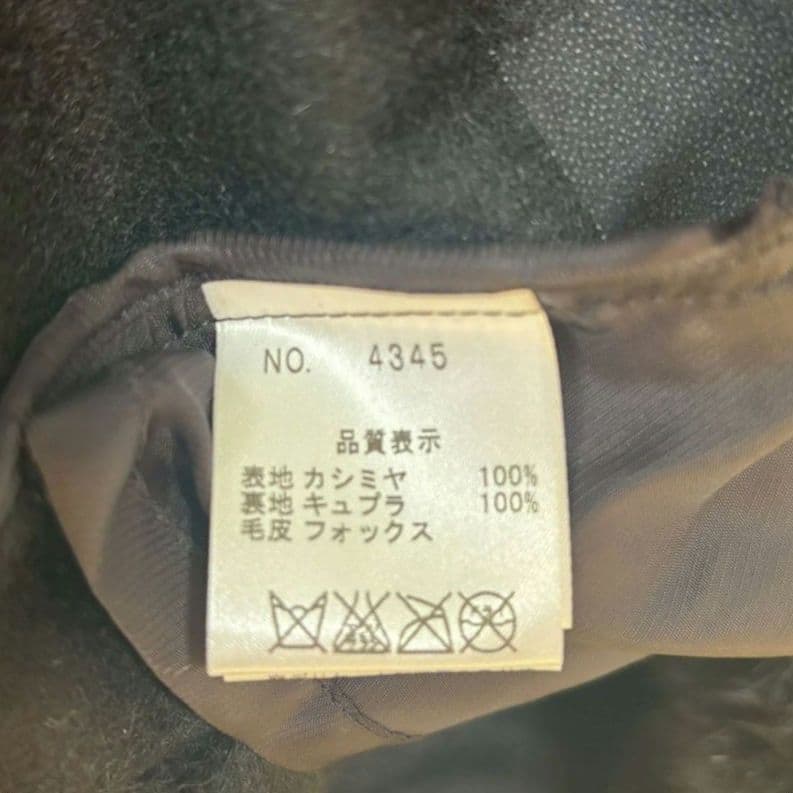 NO. 4345
品質表示
表地 カシミヤ 100%
裏地 キュプラ 100%
毛皮 フォックス